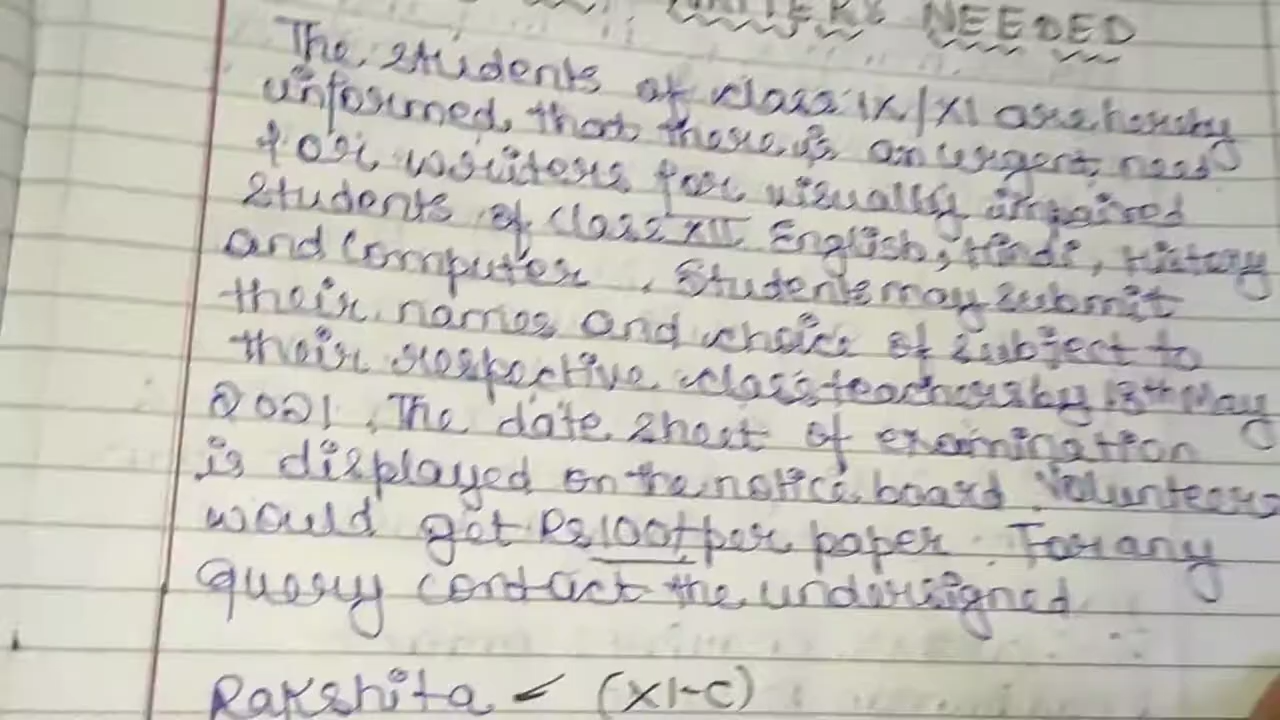 WRITERS NEEDED
The students of class IX/XI are hereby
informed, that there is an urgent need
for writers for visually impaired
students of class XII English, Hindi, History
and Computer. Students may submit
their names and choice of subject to
their respective class teachers by 13th May
2021. The date sheet of examination
is displayed on the notice board. Volunteers
would get Rs100 per paper. For any
query contact the undersigned
Rakshita (XI-C)